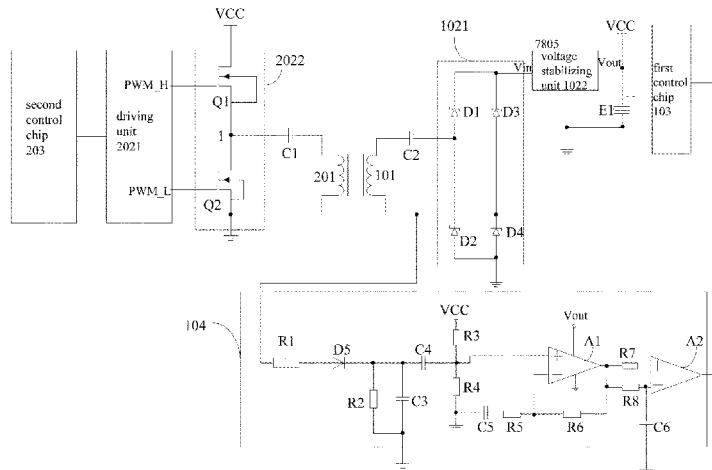 VCC
2022
1021
7805
voltage
stabilizing
unit 1022
Vin
Vout
VCC
PWM_H
Q1
second
control
chip
203
driving
unit
2021
1
C1
201
101
C2
D1
D3
E1
first
control
chip
103
PWM_L
Q2
D2
D4
104
VCC
R1
D5
C4
R3
R4
R2
C3
C5
R5
R6
Vout
A1
R7
R8
A2
C6